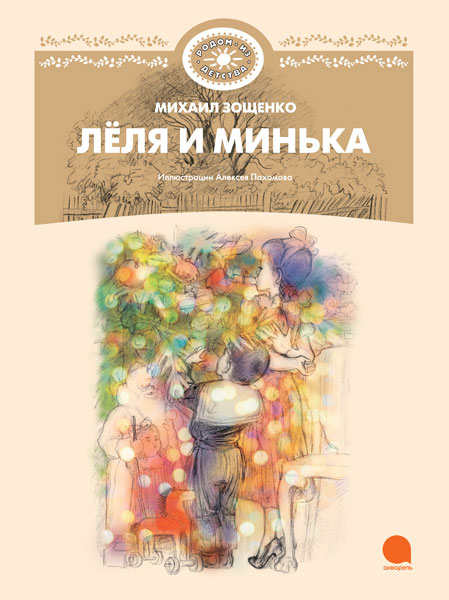 РОДОМ·ИЗ
ДЕТСТВА
МИХАИЛ ЗОЩЕНКО
ЛЁЛЯ И МИНЬКА
Иллюстрации Алексея Пахомова
акварель